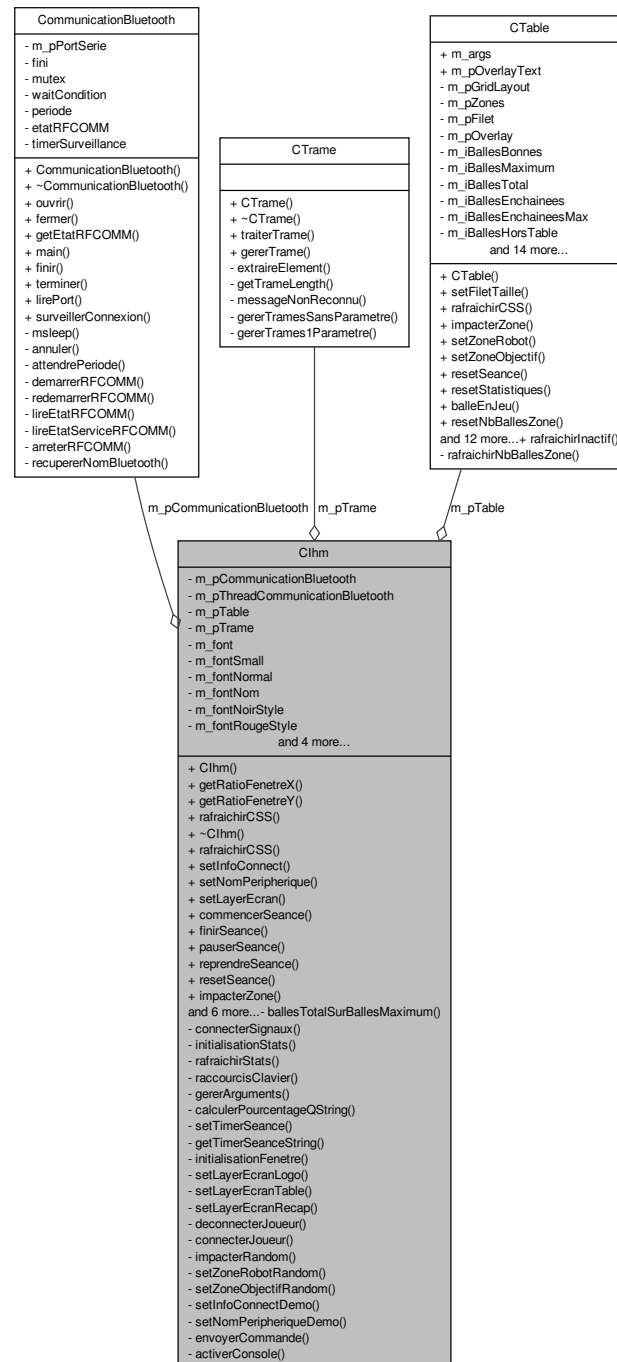 CommunicationBluetooth
- m_pPortSerie
- fini
- mutex
- waitCondition
- periode
- etatRFCOMM
- timerSurveillance
+ CommunicationBluetooth()
+ ~CommunicationBluetooth()
+ ouvrir()
+ fermer()
+ getEtatRFCOMM()
+ main()
+ finir()
+ terminer()
+ lirePort()
+ surveillerConnexion()
- msleep()
- annuler()
- attendrePeriode()
- demarrerRFCOMM()
- redemarrerRFCOMM()
- lireEtatRFCOMM()
- lireEtatServiceRFCOMM()
- arreterRFCOMM()
- recupererNomBluetooth()
CTrame
+ CTrame()
+ ~CTrame()
+ traiterTrame()
+ gererTrame()
- extraireElement()
- getTrameLength()
- messageNonReconnu()
- gererTramesSansParametre()
- gererTrames1Parametre()
CTable
+ m_args
+ m_pOverlayText
- m_pGridLayout
- m_pZones
- m_pFilet
- m_pOverlay
- m_iBallesBonnes
- m_iBallesMaximum
- m_iBallesTotal
- m_iBallesEnchainees
- m_iBallesEnchaineesMax
- m_iBallesHorsTable
and 14 more...
+ CTable()
+ setFiletTaille()
+ rafraichirCSS()
+ impacterZone()
+ setZoneRobot()
+ setZoneObjectif()
+ resetSeance()
+ resetStatistiques()
+ balleEnJeu()
+ resetNbBallesZone()
and 12 more...+ rafraichirInactif()
- rafraichirNbBallesZone()
m_pCommunicationBluetooth
m_pTrame
m_pTable
CIhm
- m_pCommunicationBluetooth
- m_pThreadCommunicationBluetooth
- m_pTable
- m_pTrame
- m_font
- m_fontSmall
- m_fontNormal
- m_fontNom
- m_fontNoirStyle
- m_fontRougeStyle
and 4 more...
+ CIhm()
+ getRatioFenetreX()
+ getRatioFenetreY()
+ rafraichirCSS()
+ ~CIhm()
+ rafraichirCSS()
+ setInfoConnect()
+ setNomPeripherique()
+ setLayerEcran()
+ commencerSeance()
+ finirSeance()
+ pauserSeance()
+ reprendreSeance()
+ resetSeance()
+ impacterZone()
and 6 more...- ballesTotalSurBallesMaximum()
- connecterSignaux()
- initialisationStats()
- rafraichirStats()
- raccourcisClavier()
- gererArguments()
- calculerPourcentageQString()
- setTimerSeance()
- getTimerSeanceString()
- initialisationFenetre()
- setLayerEcranLogo()
- setLayerEcranTable()
- setLayerEcranRecap()
- deconnecterJoueur()
- connecterJoueur()
- impacterRandom()
- setZoneRobotRandom()
- setZoneObjectifRandom()
- setInfoConnectDemo()
- setNomPeripheriqueDemo()
- envoyerCommande()
- activerConsole()